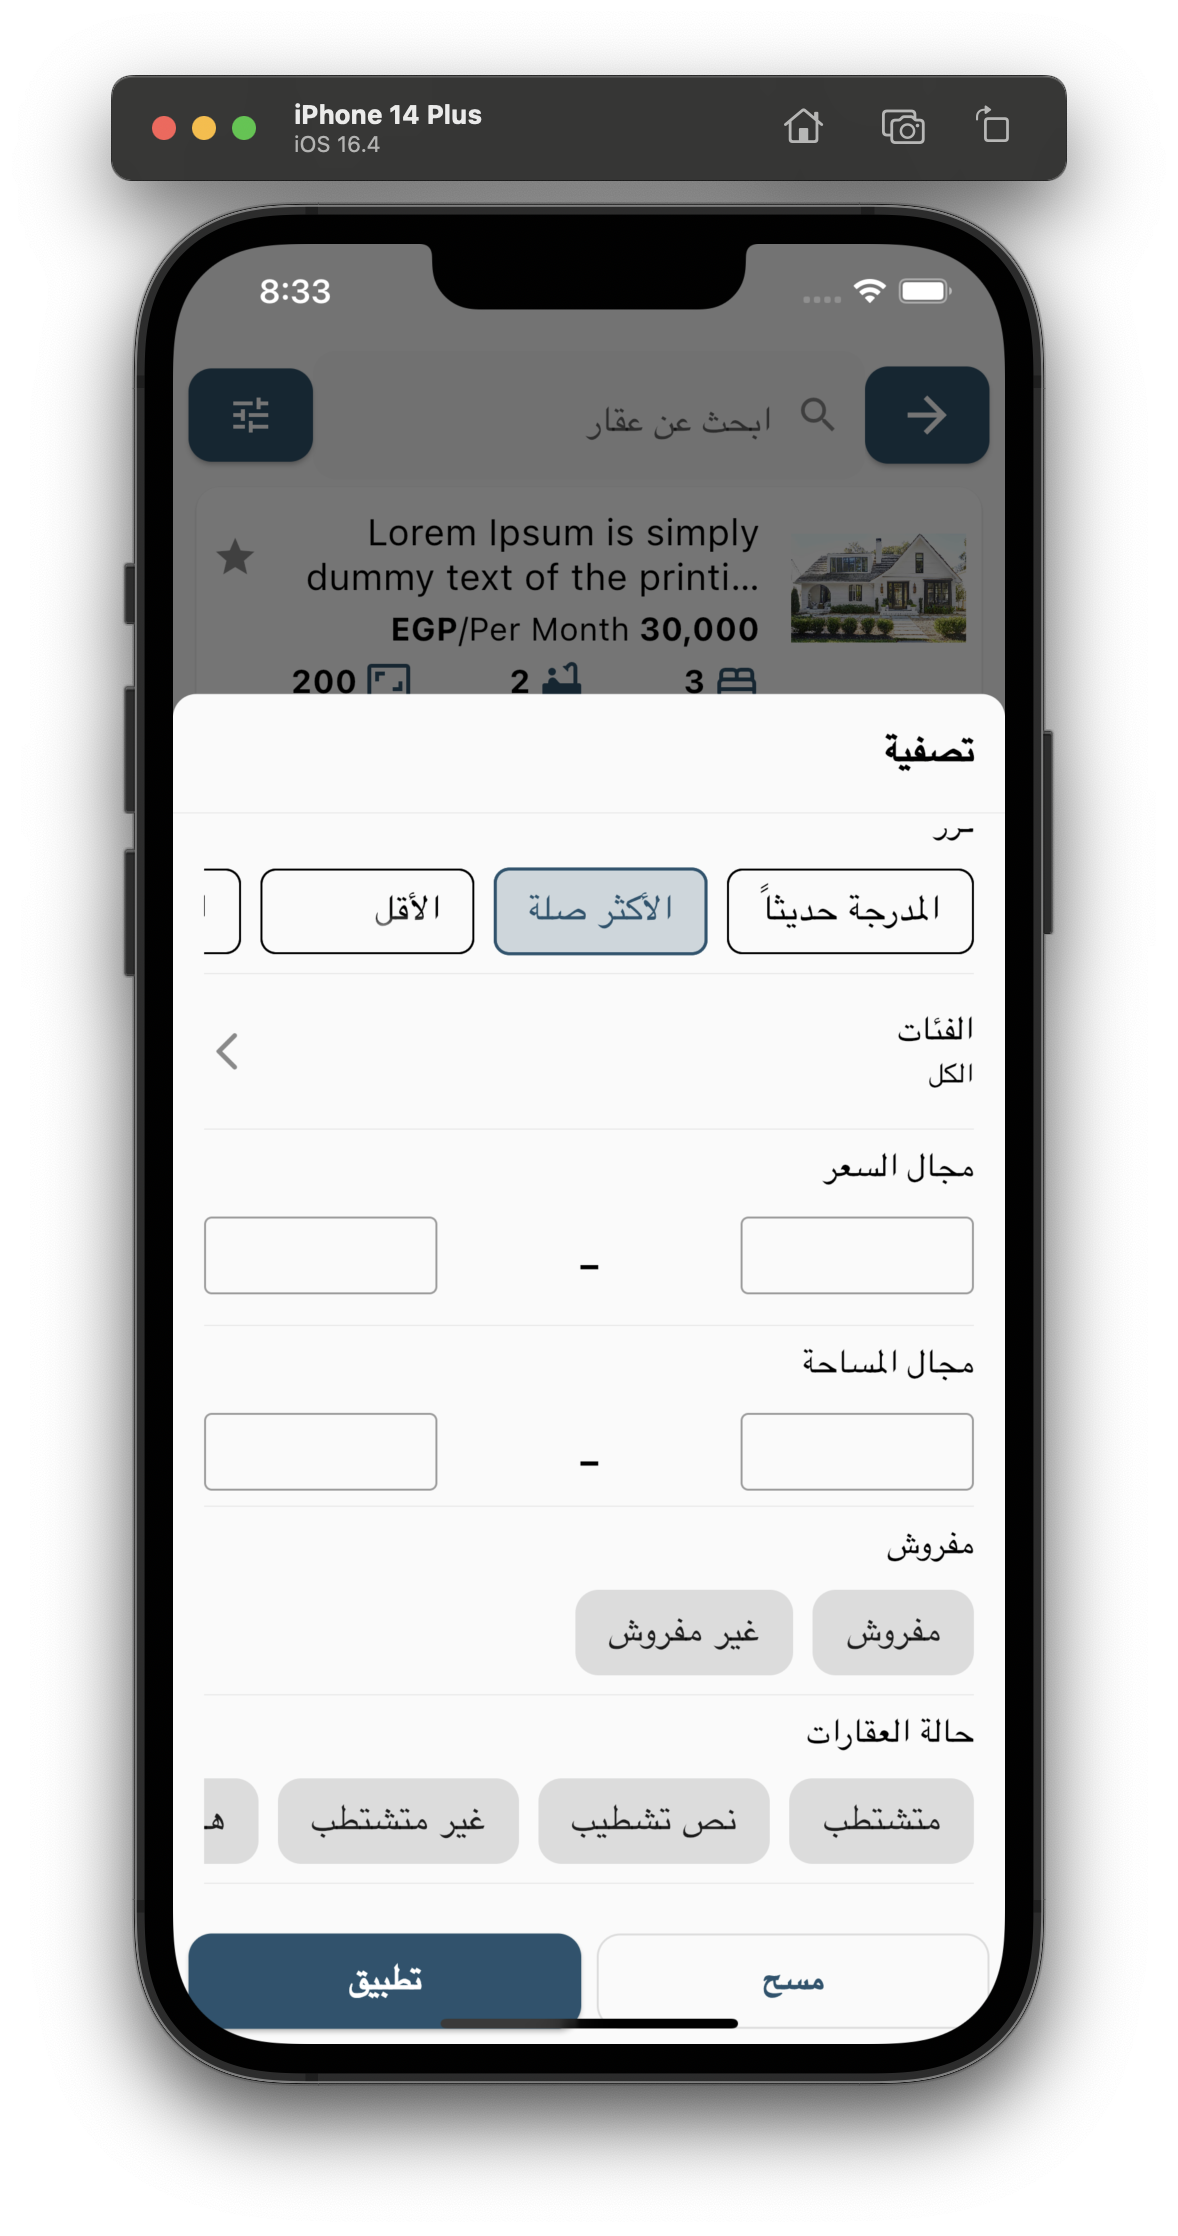 iPhone 14 Plus
iOS 16.4
8:33
ابحث عن عقار
Lorem Ipsum is simply
dummy text of the printi...
EGP/Per Month 30,000
3 2 200
تصفية
المدرجة حديثاً الأكثر صلة الأقل
الفئات
الكل
مجال السعر
-
مجال المساحة
-
مفروش
مفروش غير مفروش
حالة العقارات
متشتطب نص تشطيب غير متشتطب
مسح تطبيق